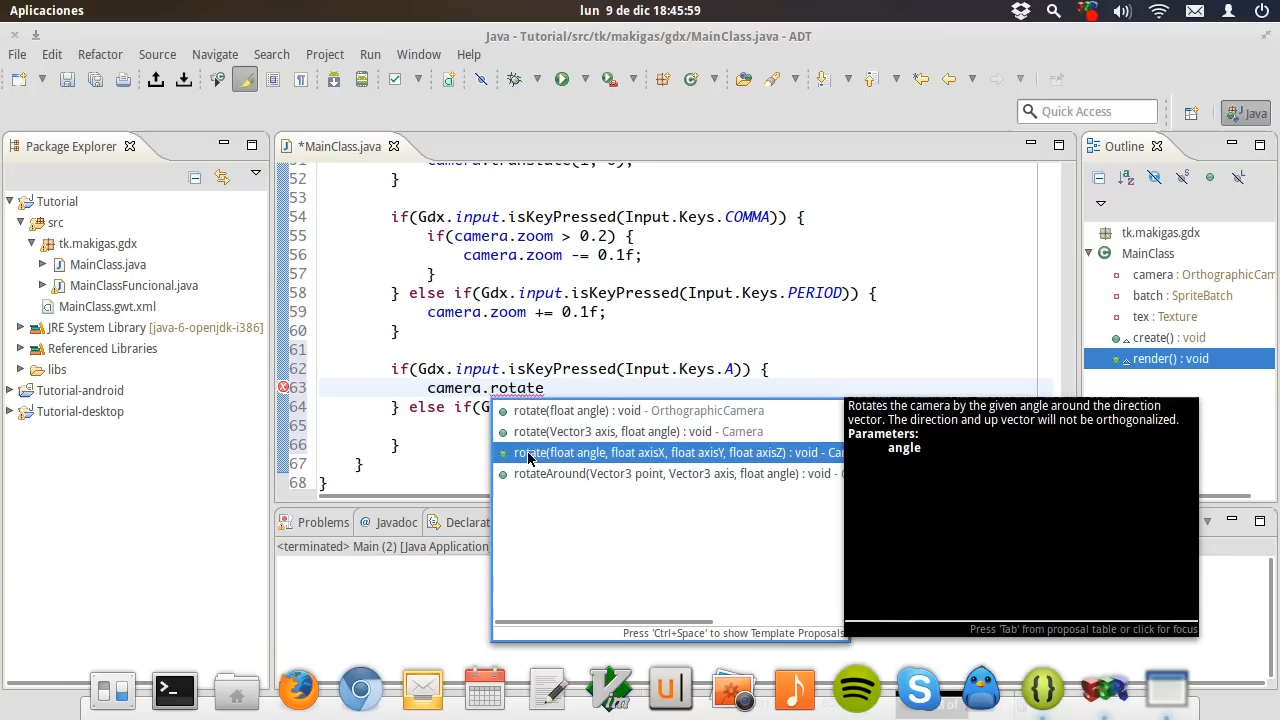 Aplicaciones
lun 9 de dic 18:45:59
Java - Tutorial/src/tk/makigas/gdx/MainClass.java - ADT
File Edit Refactor Source Navigate Search Project Run Window Help
Quick Access
Java
Package Explorer
Tutorial
src
tk.makigas.gdx
MainClass.java
MainClassFuncional.java
MainClass.gwt.xml
JRE System Library [java-6-openjdk-i386]
Referenced Libraries
libs
Tutorial-android
Tutorial-desktop
*MainClass.java
52 }
53
54 if(Gdx.input.isKeyPressed(Input.Keys.COMMA)) {
55 if(camera.zoom > 0.2) {
56 camera.zoom -= 0.1f;
57 }
58 } else if(Gdx.input.isKeyPressed(Input.Keys.PERIOD)) {
59 camera.zoom += 0.1f;
60 }
61
62 if(Gdx.input.isKeyPressed(Input.Keys.A)) {
63 camera.rotate
64 } else if(G
65
66 }
67 }
68 }
rotate(float angle) : void - OrthographicCamera
rotate(Vector3 axis, float angle) : void - Camera
rotate(float angle, float axisX, float axisY, float axisZ) : void - Car
rotateAround(Vector3 point, Vector3 axis, float angle) : void -
Press 'Ctrl+Space' to show Template Proposals
Rotates the camera by the given angle around the direction
vector. The direction and up vector will not be orthogonalized.
Parameters:
angle
Press 'Tab' from proposal table or click for focus
Problems @ Javadoc Declarat
<terminated> Main (2) [Java Application]
Outline
tk.makigas.gdx
MainClass
camera : OrthographicCam
batch : SpriteBatch
tex : Texture
create() : void
render() : void